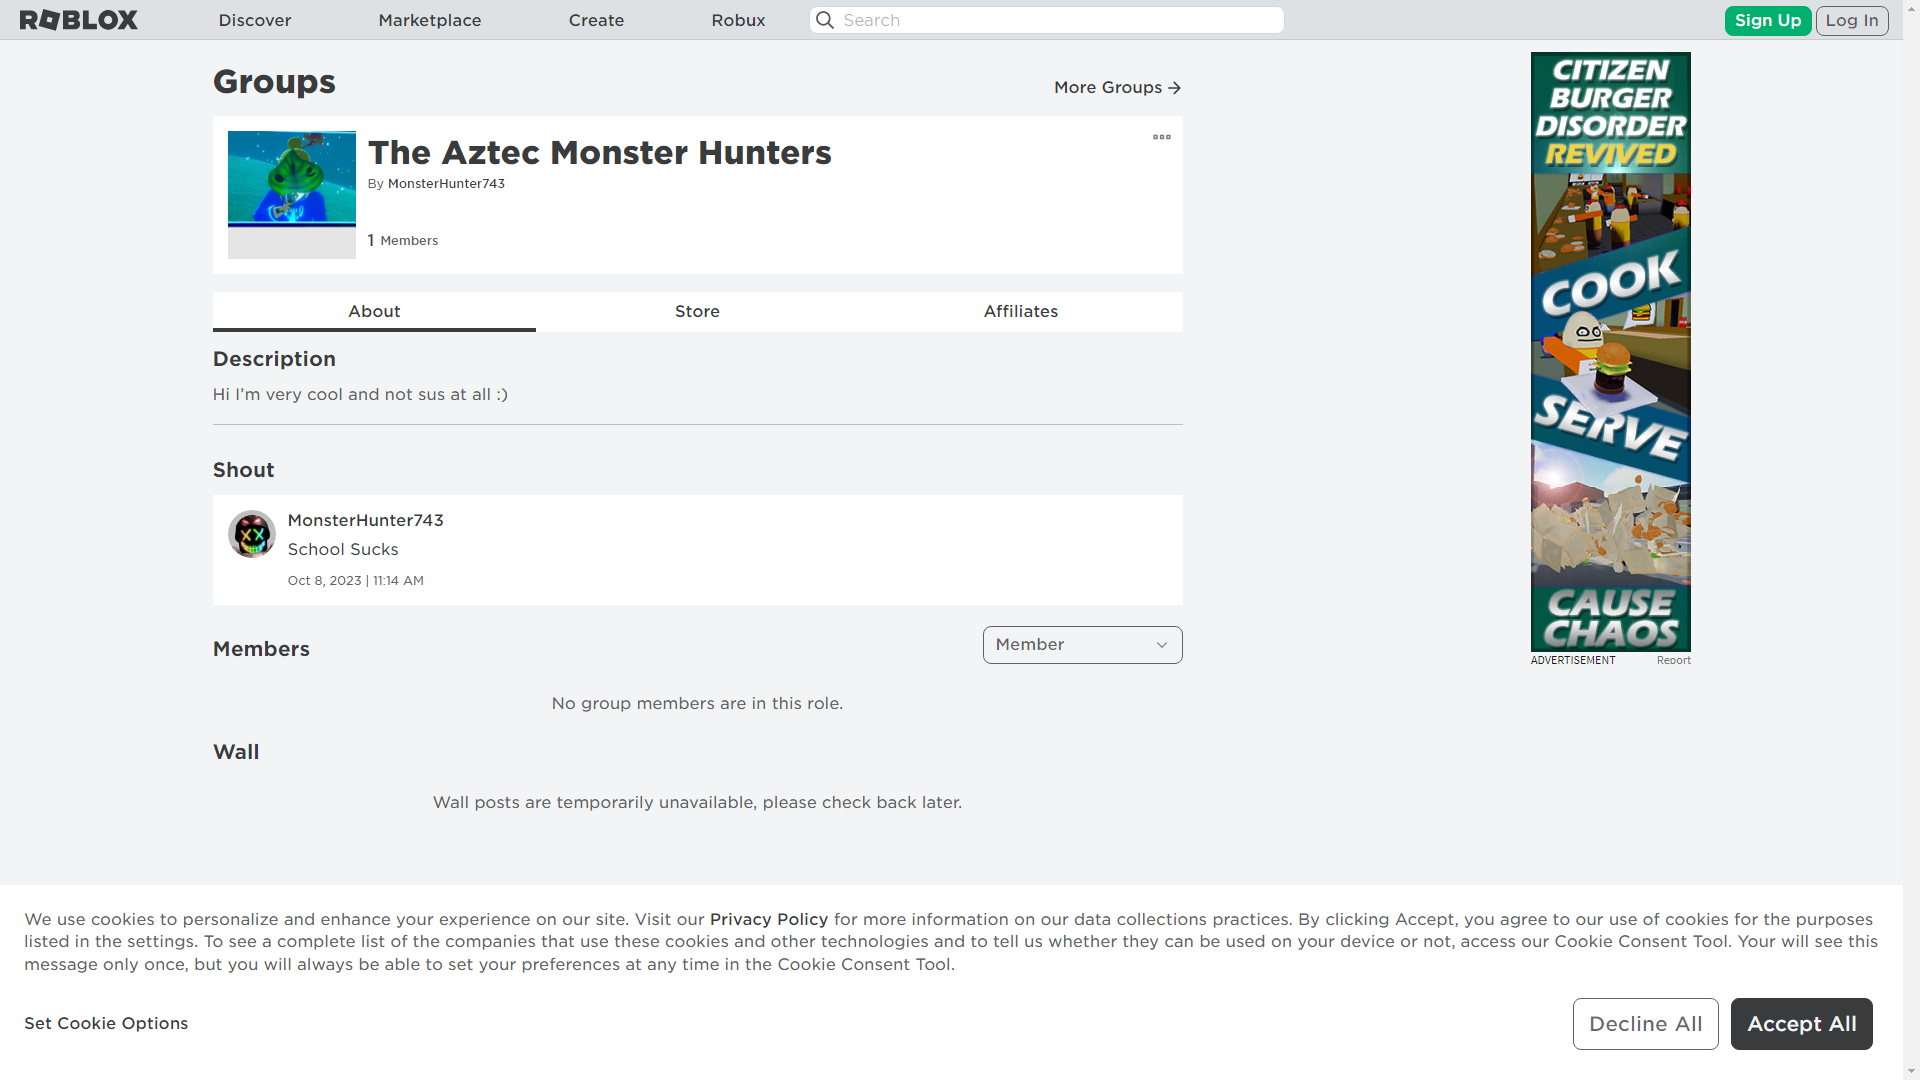 ROBLOX
Discover
Marketplace
Create
Robux
Search
Sign Up
Log In
Groups
More Groups
The Aztec Monster Hunters
By MonsterHunter743
1 Members
About
Store
Affiliates
Description
Hi I'm very cool and not sus at all :)
Shout
MonsterHunter743
School Sucks
Oct 8, 2023 | 11:14 AM
Members
Member
No group members are in this role.
Wall
Wall posts are temporarily unavailable, please check back later.
CITIZEN
BURGER
DISORDER
REVIVED
COOK
SERVE
CAUSE
CHAOS
ADVERTISEMENT
Report
We use cookies to personalize and enhance your experience on our site. Visit our Privacy Policy for more information on our data collections practices. By clicking Accept, you agree to our use of cookies for the purposes
listed in the settings. To see a complete list of the companies that use these cookies and other technologies and to tell us whether they can be used on your device or not, access our Cookie Consent Tool. Your will see this
message only once, but you will always be able to set your preferences at any time in the Cookie Consent Tool.
Set Cookie Options
Decline All
Accept All